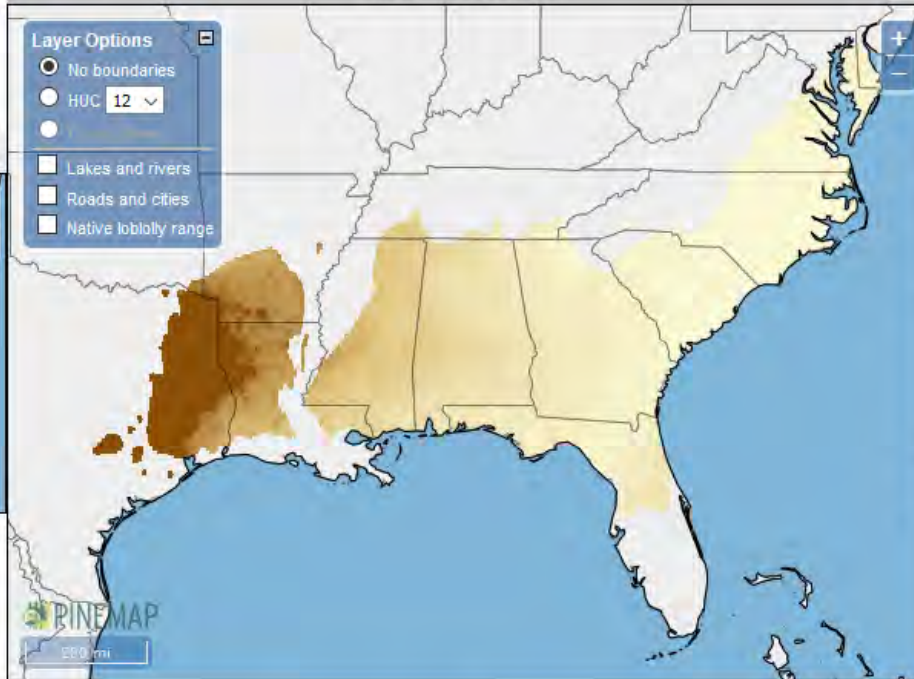 Layer Options
No boundaries
HUC 12
Lakes and rivers
Roads and cities
Native loblolly range
+
−
PINEMAP